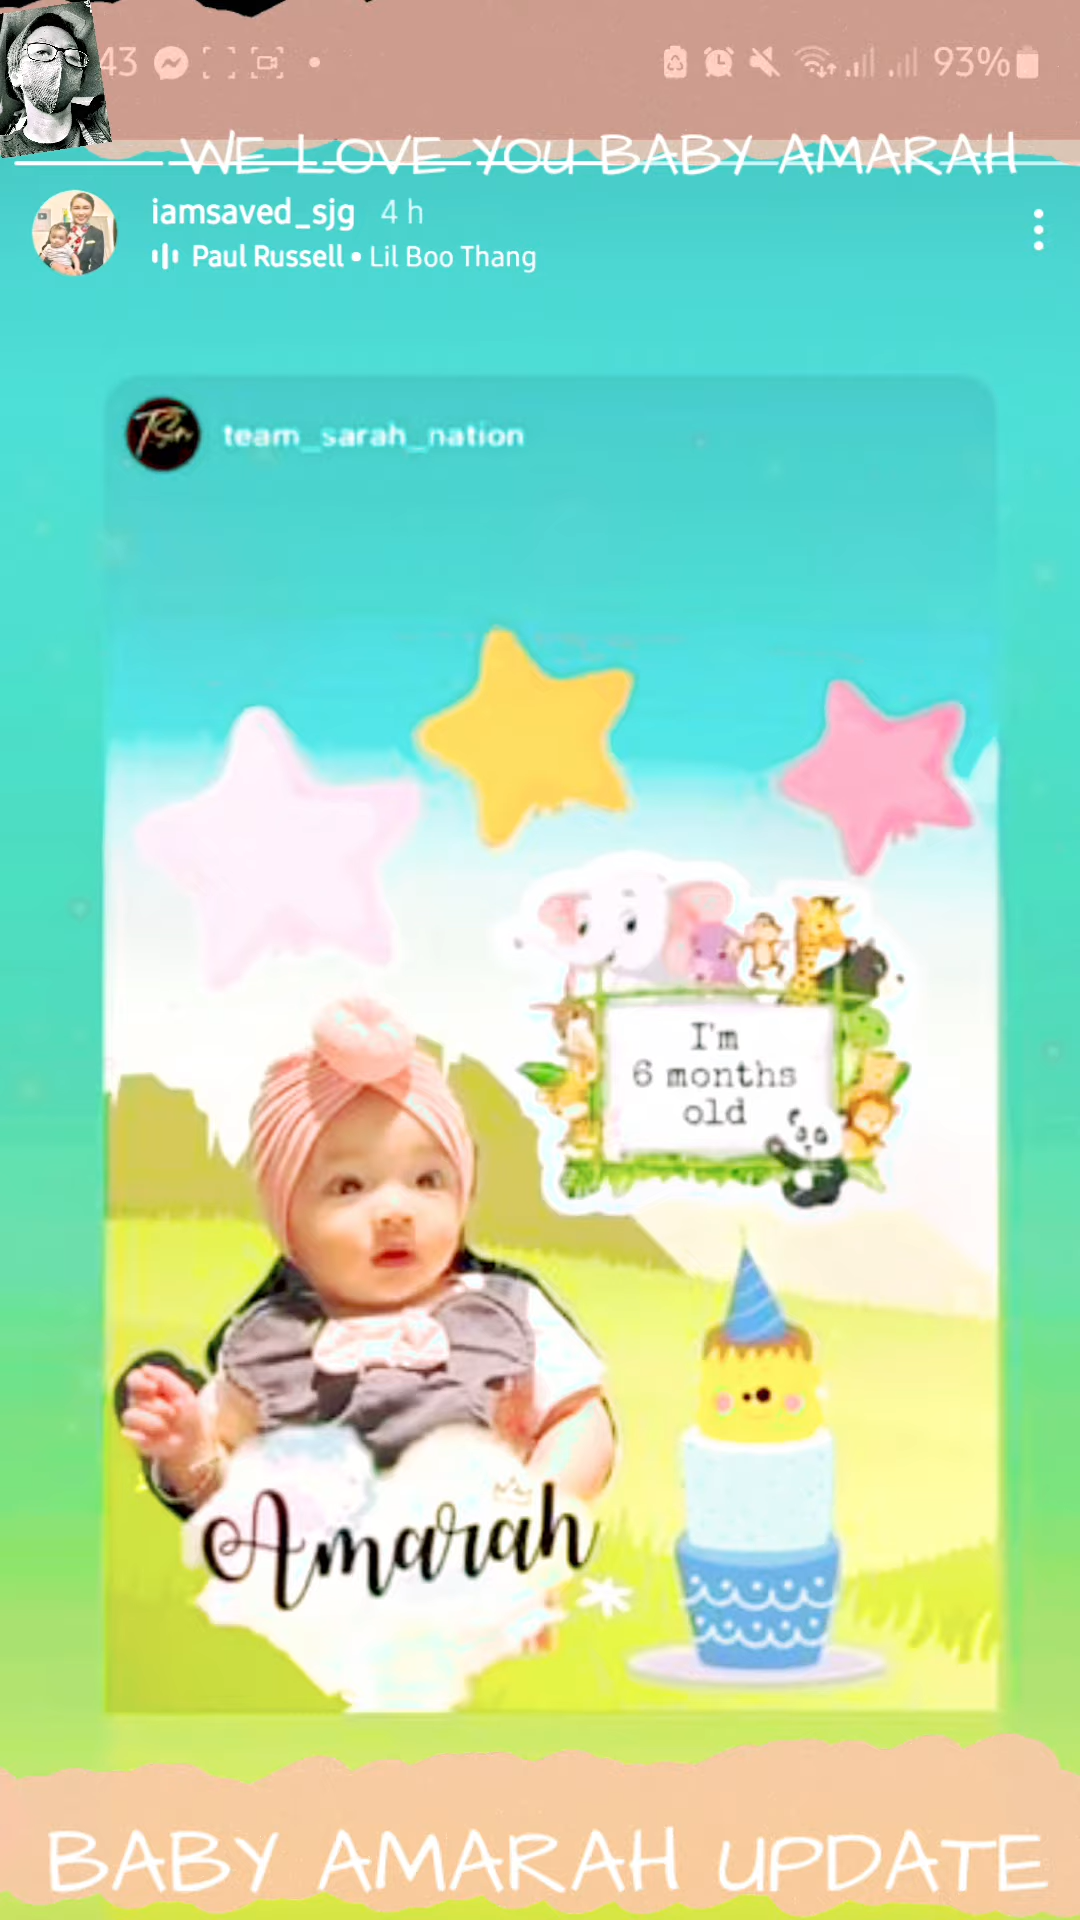 43
93%
WE LOVE YOU BABY AMARAH
iamsaved_sjg 4 h
Paul Russell • Lil Boo Thang
team_sarah_nation
I'm
6 months
old
Amarah
BABY AMARAH UPDATE